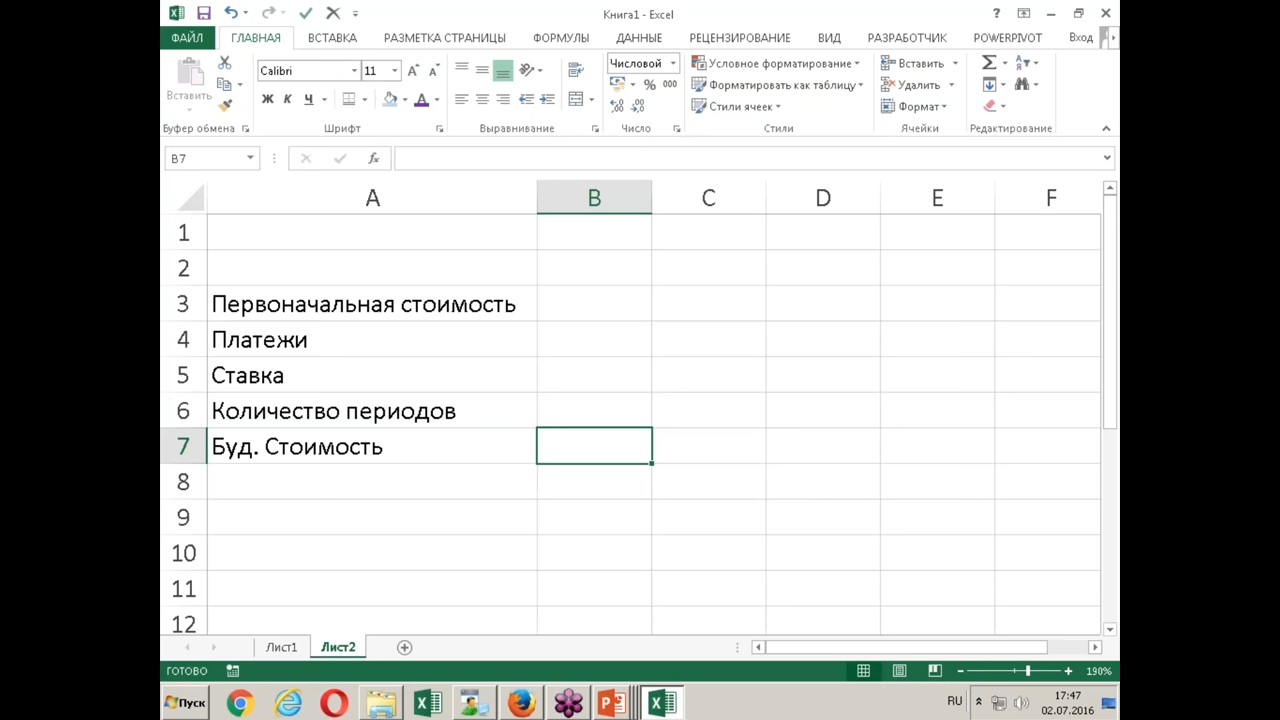 Книга1 - Excel
?
ФАЙЛ ГЛАВНАЯ ВСТАВКА РАЗМЕТКА СТРАНИЦЫ ФОРМУЛЫ ДАННЫЕ РЕЦЕНЗИРОВАНИЕ ВИД РАЗРАБОТЧИК POWERPIVOT Вход
Вставить
Calibri 11
Ж К Ч
Числовой
% 000
Условное форматирование
Форматировать как таблицу
Стили ячеек
Вставить
Удалить
Формат
Буфер обмена Шрифт Выравнивание Число Стили Ячейки Редактирование
B7 fx
A B C D E F
1
2
3 Первоначальная стоимость
4 Платежи
5 Ставка
6 Количество периодов
7 Буд. Стоимость
8
9
10
11
12
Лист1 Лист2
ГОТОВО 190%
Пуск RU 17:47
02.07.2016